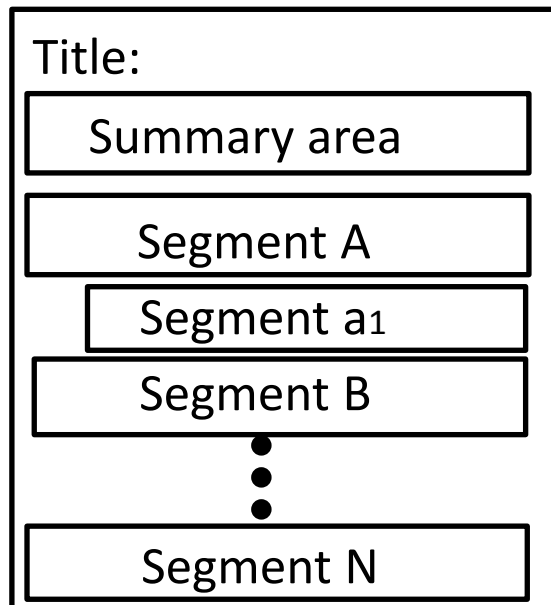 Title:
Summary area
Segment A
Segment a1
Segment B
Segment N